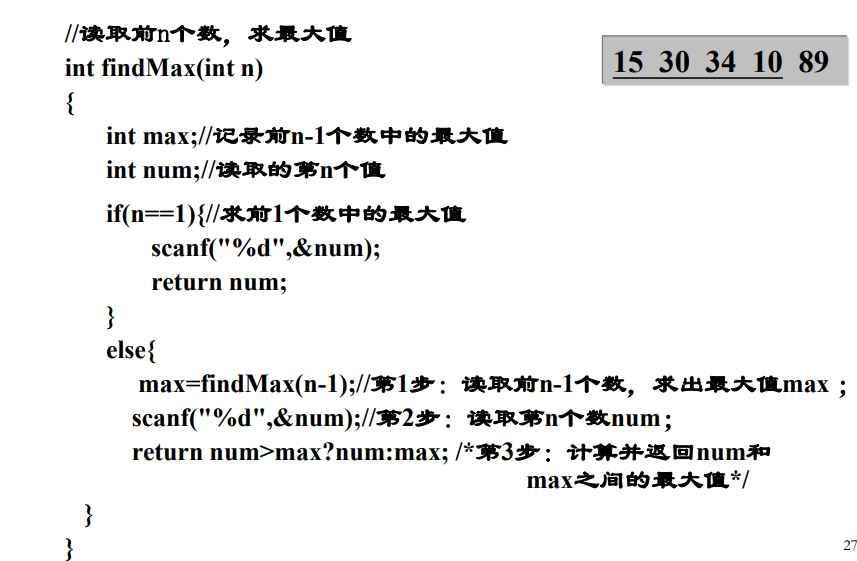 //读取前n个数，求最大值
15 30 34 10 89
int findMax(int n)
{
int max;//记录前n-1个数中的最大值
int num;//读取的第n个值
if(n==1){//求前1个数中的最大值
scanf("%d",&num);
return num;
}
else{
max=findMax(n-1);//第1步：读取前n-1个数，求出最大值max；
scanf("%d",&num);//第2步：读取第n个数num；
return num>max?num:max; /*第3步：计算并返回num和
max之间的最大值*/
}
}
27